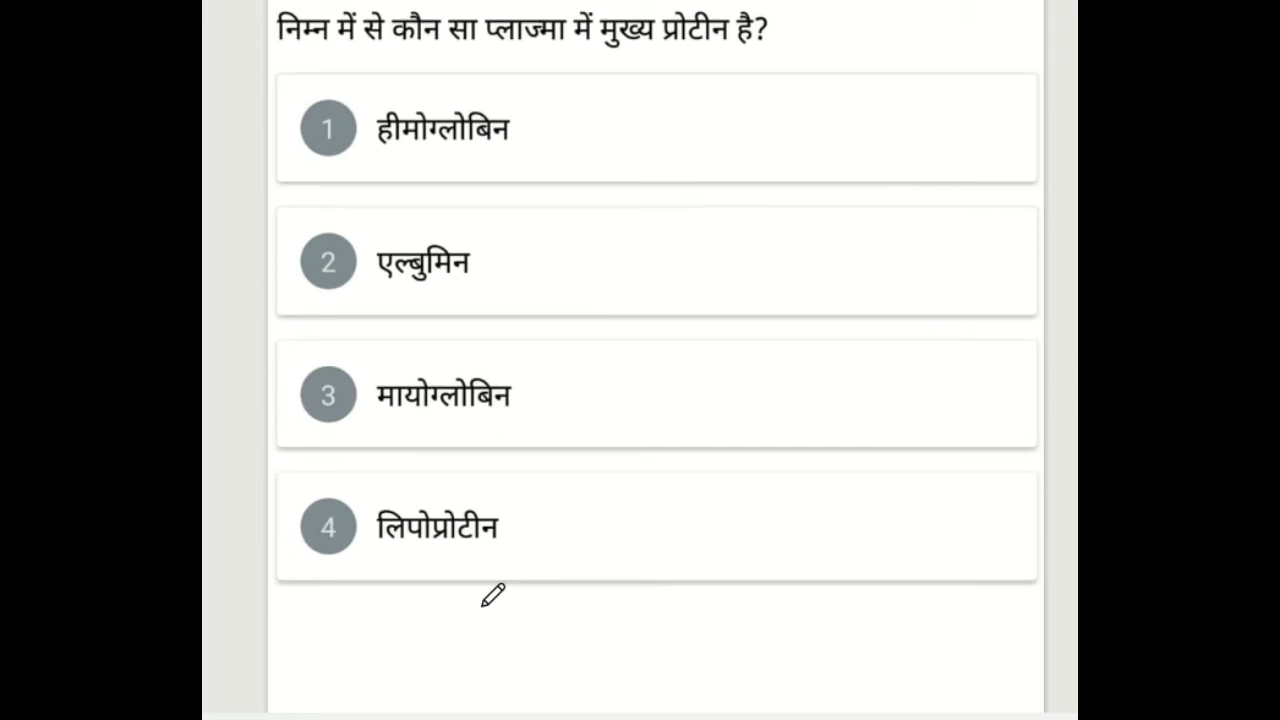 निम्न में से कौन सा प्लाज्मा में मुख्य प्रोटीन है?
1 हीमोग्लोबिन
2 एल्बुमिन
3 मायोग्लोबिन
4 लिपोप्रोटीन